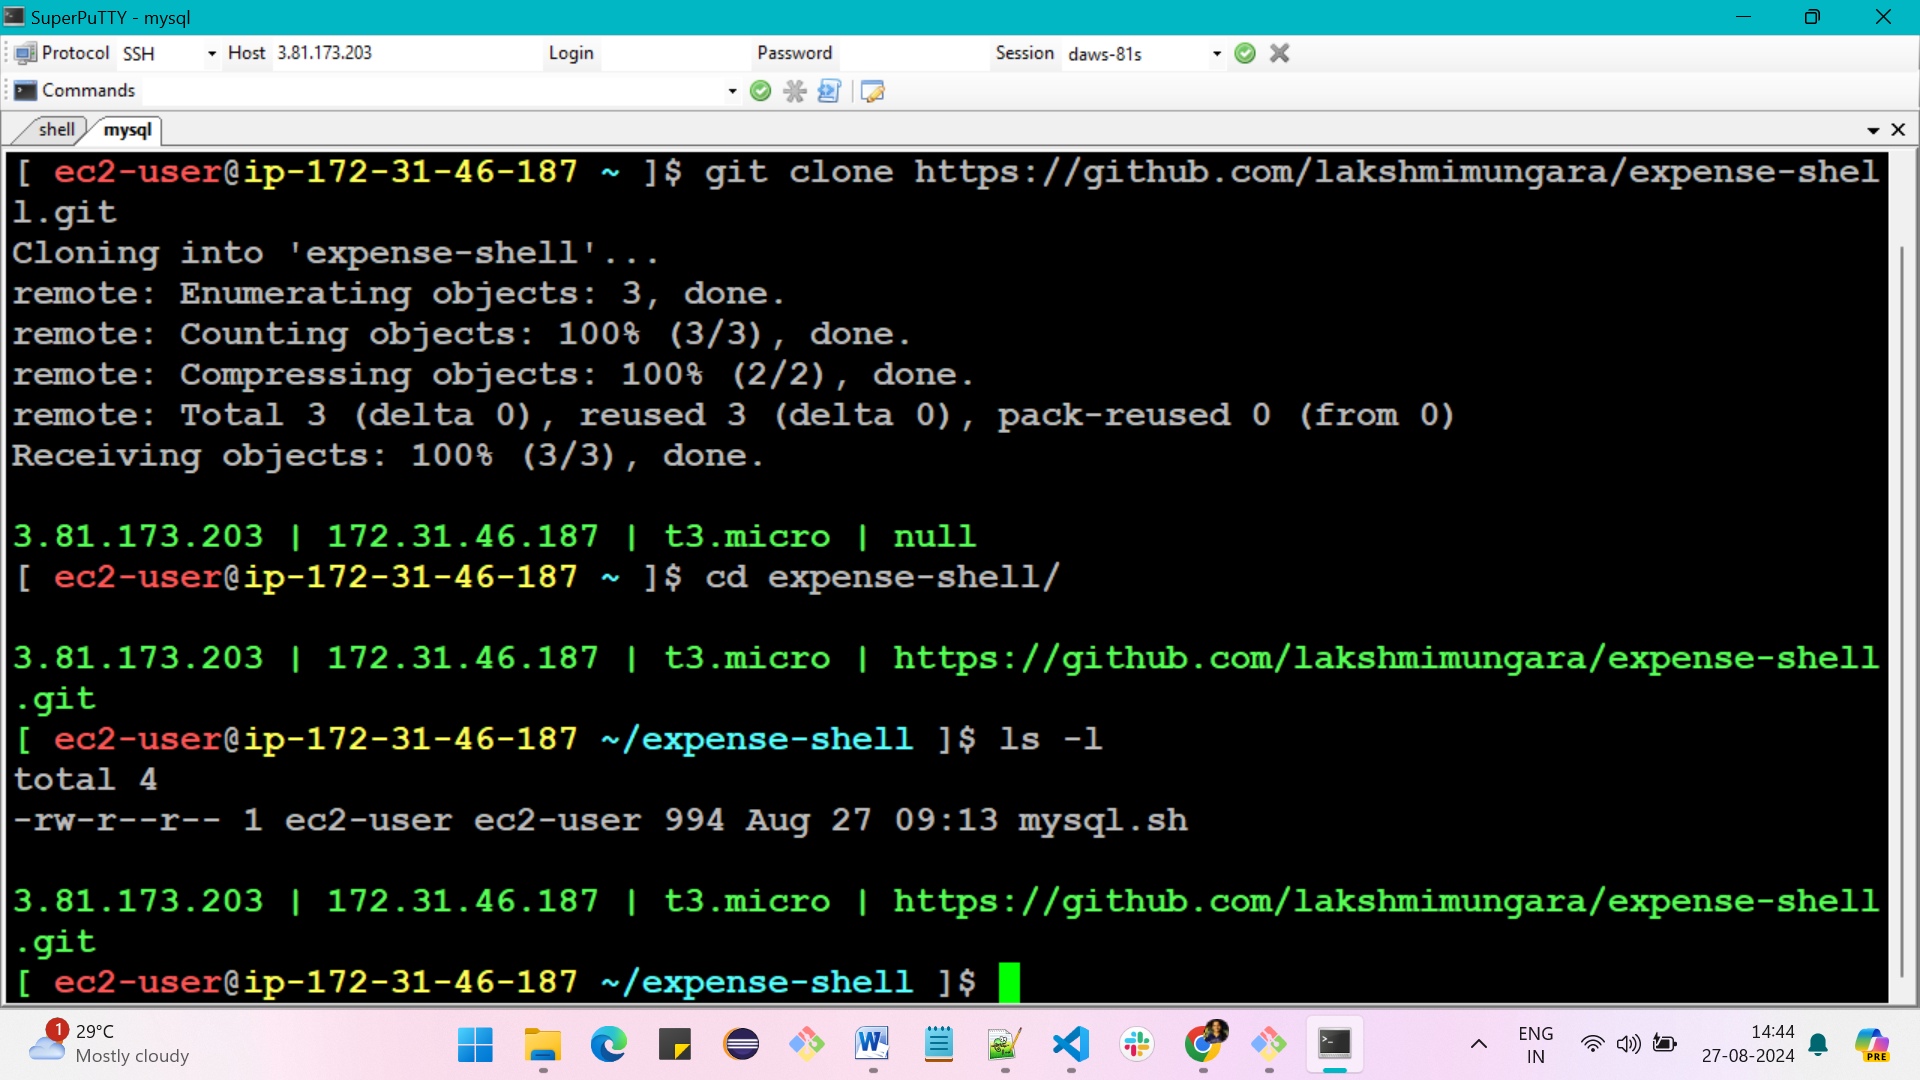 SuperPuTTY - mysql
Protocol SSH Host 3.81.173.203 Login Password Session daws-81s
Commands
shell mysql
[ ec2-user@ip-172-31-46-187 ~ ]$ git clone https://github.com/lakshmimungara/expense-shel
l.git
Cloning into 'expense-shell'...
remote: Enumerating objects: 3, done.
remote: Counting objects: 100% (3/3), done.
remote: Compressing objects: 100% (2/2), done.
remote: Total 3 (delta 0), reused 3 (delta 0), pack-reused 0 (from 0)
Receiving objects: 100% (3/3), done.
3.81.173.203 | 172.31.46.187 | t3.micro | null
[ ec2-user@ip-172-31-46-187 ~ ]$ cd expense-shell/
3.81.173.203 | 172.31.46.187 | t3.micro | https://github.com/lakshmimungara/expense-shell
.git
[ ec2-user@ip-172-31-46-187 ~/expense-shell ]$ ls -l
total 4
-rw-r--r-- 1 ec2-user ec2-user 994 Aug 27 09:13 mysql.sh
3.81.173.203 | 172.31.46.187 | t3.micro | https://github.com/lakshmimungara/expense-shell
.git
[ ec2-user@ip-172-31-46-187 ~/expense-shell ]$
1 29°C
Mostly cloudy
ENG
IN
14:44
27-08-2024
PRE